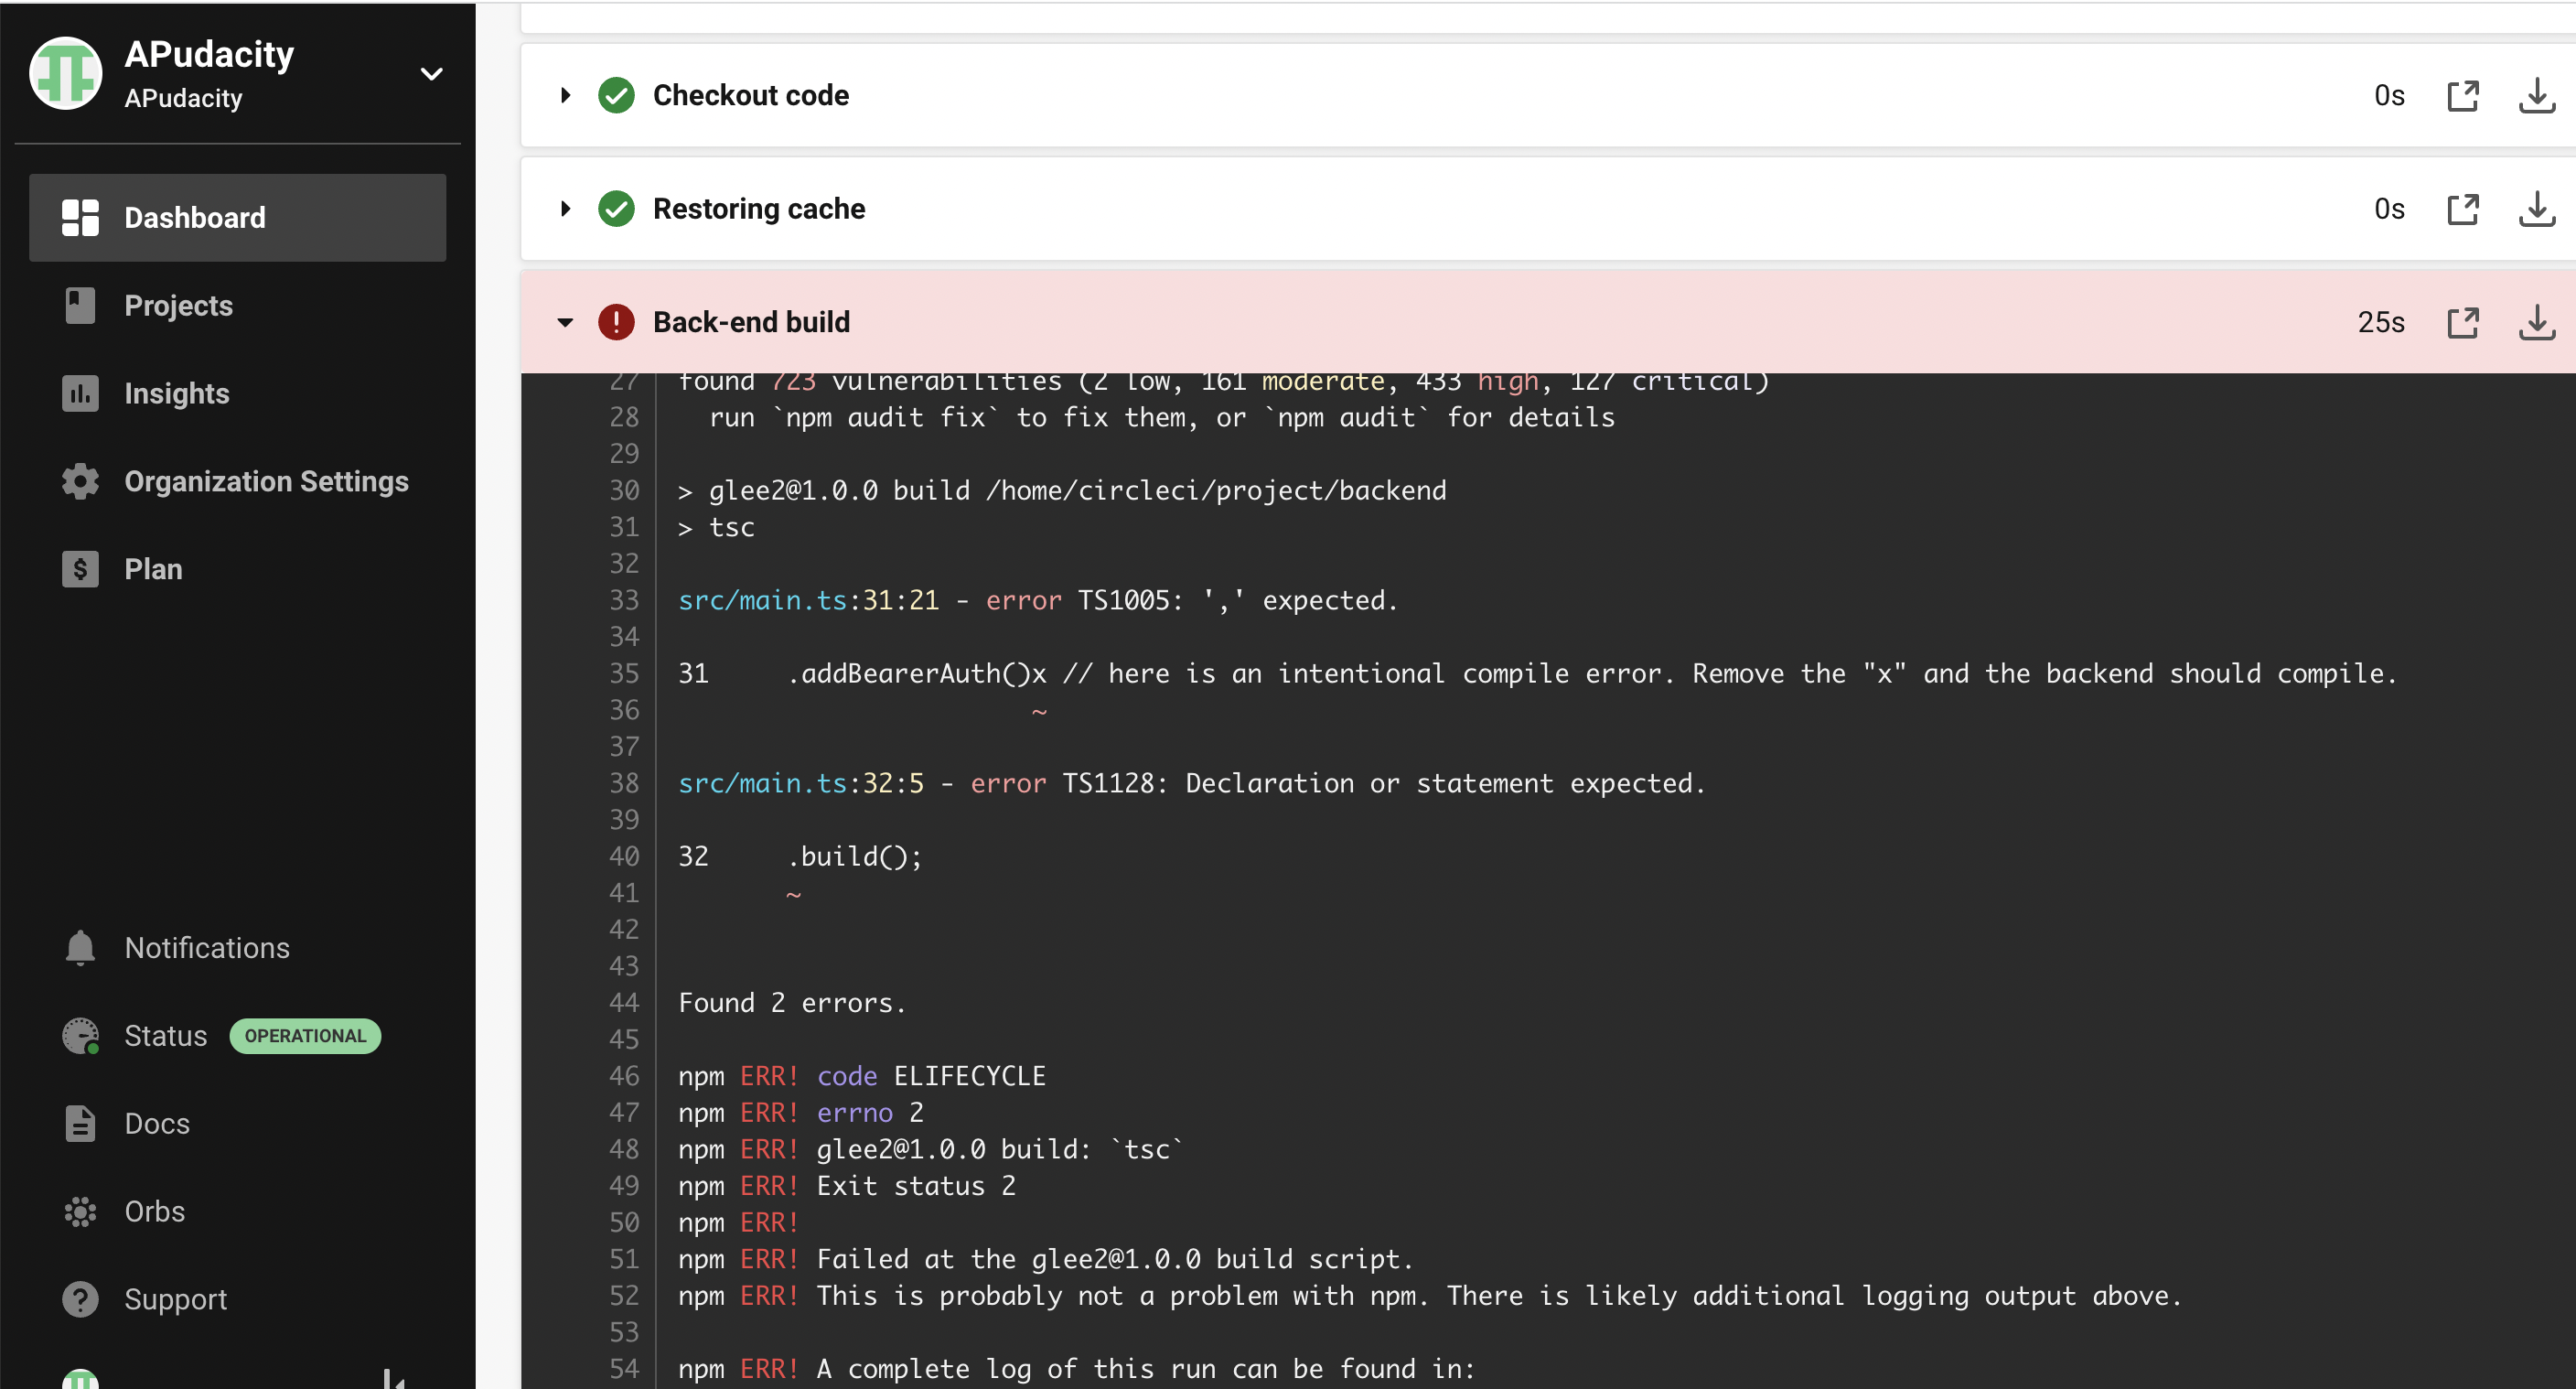 APudacity
APudacity
Dashboard
Projects
Insights
Organization Settings
Plan
Notifications
Status OPERATIONAL
Docs
Orbs
Support
Checkout code 0s
Restoring cache 0s
Back-end build 25s
27 found 723 vulnerabilities (2 low, 161 moderate, 433 high, 127 critical)
28 run `npm audit fix` to fix them, or `npm audit` for details
29
30 > glee2@1.0.0 build /home/circleci/project/backend
31 > tsc
32
33 src/main.ts:31:21 - error TS1005: ',' expected.
34
35 31 .addBearerAuth()x // here is an intentional compile error. Remove the "x" and the backend should compile.
36 ~
37
38 src/main.ts:32:5 - error TS1128: Declaration or statement expected.
39
40 32 .build();
41 ~
42
43
44 Found 2 errors.
45
46 npm ERR! code ELIFECYCLE
47 npm ERR! errno 2
48 npm ERR! glee2@1.0.0 build: `tsc`
49 npm ERR! Exit status 2
50 npm ERR!
51 npm ERR! Failed at the glee2@1.0.0 build script.
52 npm ERR! This is probably not a problem with npm. There is likely additional logging output above.
53
54 npm ERR! A complete log of this run can be found in: